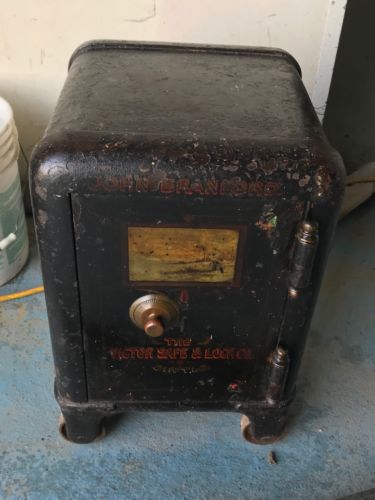 JOHN BRANFORD
THE
VICTOR SAFE & LOCK CO.